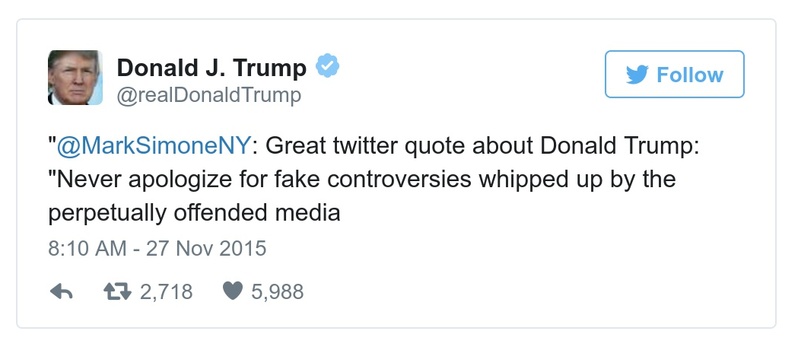 Donald J. Trump
@realDonaldTrump
Follow
"@MarkSimoneNY: Great twitter quote about Donald Trump:
"Never apologize for fake controversies whipped up by the
perpetually offended media
8:10 AM - 27 Nov 2015
2,718 5,988